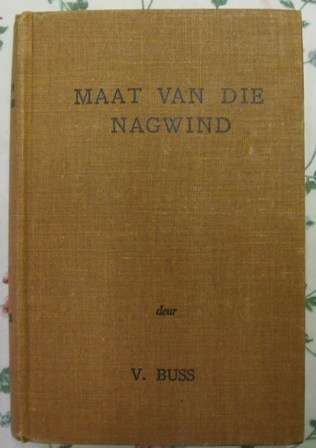 MAAT VAN DIE
NAGWIND
deur
V. BUSS